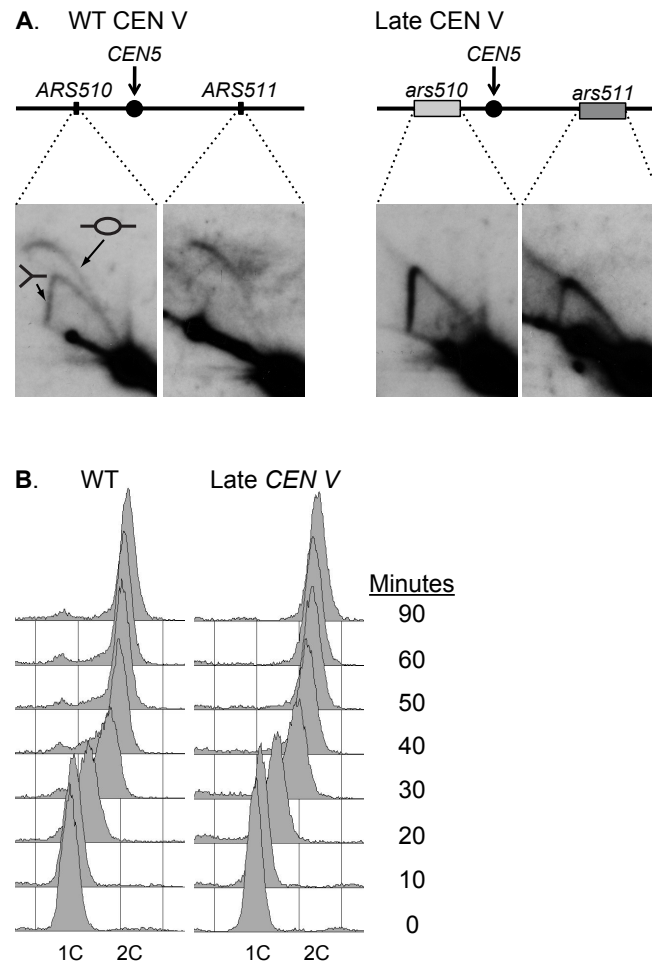 A. WT CEN V
Late CEN V
CEN5
CEN5
ARS510
ARS511
ars510
ars511
B. WT
Late CEN V
Minutes
90
60
50
40
30
20
10
0
1C 2C
1C 2C